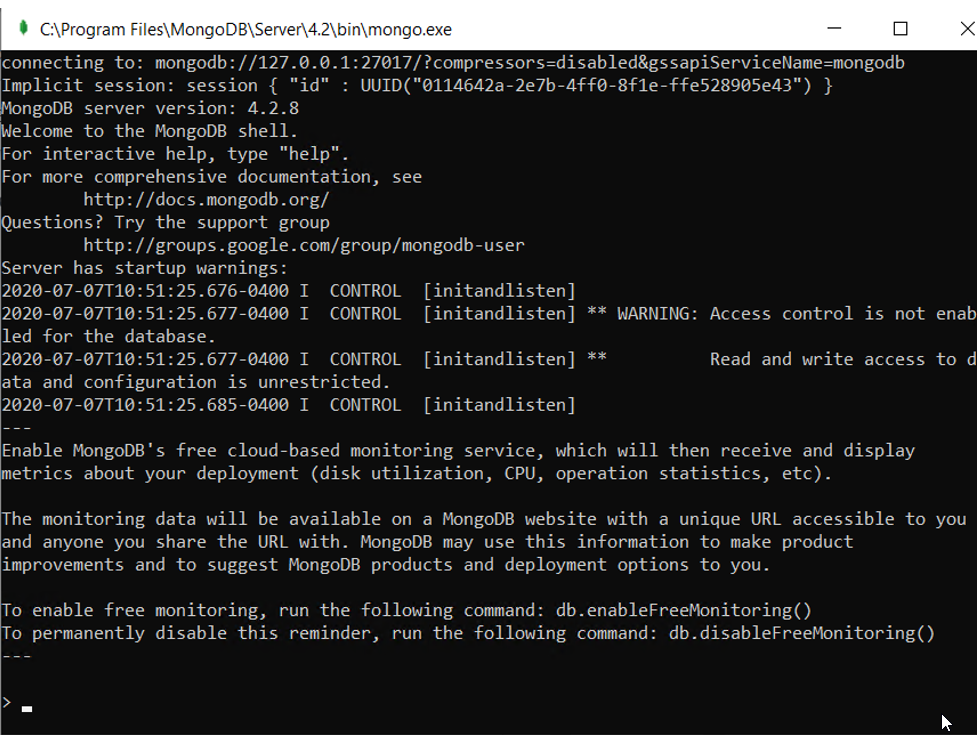 C:\Program Files\MongoDB\Server\4.2\bin\mongo.exe
connecting to: mongodb://127.0.0.1:27017/?compressors=disabled&gssapiServiceName=mongodb
Implicit session: session { "id" : UUID("0114642a-2e7b-4ff0-8f1e-ffe528905e43") }
MongoDB server version: 4.2.8
Welcome to the MongoDB shell.
For interactive help, type "help".
For more comprehensive documentation, see
        http://docs.mongodb.org/
Questions? Try the support group
        http://groups.google.com/group/mongodb-user
Server has startup warnings:
2020-07-07T10:51:25.676-0400 I  CONTROL  [initandlisten]
2020-07-07T10:51:25.677-0400 I  CONTROL  [initandlisten] ** WARNING: Access control is not enab
led for the database.
2020-07-07T10:51:25.677-0400 I  CONTROL  [initandlisten] **          Read and write access to d
ata and configuration is unrestricted.
2020-07-07T10:51:25.685-0400 I  CONTROL  [initandlisten]
---
Enable MongoDB's free cloud-based monitoring service, which will then receive and display
metrics about your deployment (disk utilization, CPU, operation statistics, etc).

The monitoring data will be available on a MongoDB website with a unique URL accessible to you
and anyone you share the URL with. MongoDB may use this information to make product
improvements and to suggest MongoDB products and deployment options to you.

To enable free monitoring, run the following command: db.enableFreeMonitoring()
To permanently disable this reminder, run the following command: db.disableFreeMonitoring()
---

>